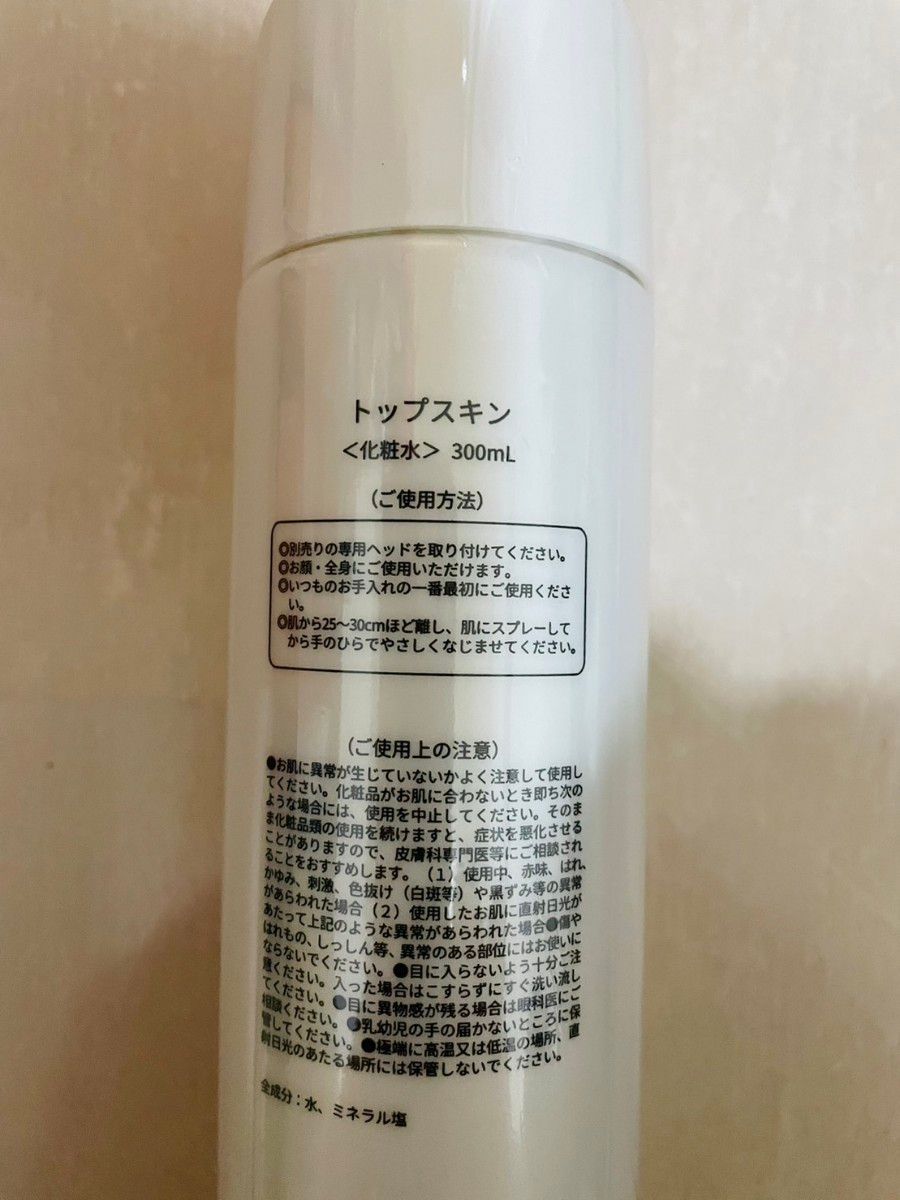 トップスキン
＜化粧水＞ 300mL
（ご使用方法）
◎別売りの専用ヘッドを取り付けてください。
◎お顔・全身にご使用いただけます。
◎いつものお手入れの一番最初にご使用くださ
い。
◎肌から25～30cmほど離し、肌にスプレーして
から手のひらでやさしくなじませてください。
（ご使用上の注意）
●お肌に異常が生じていないかよく注意して使用し
てください。化粧品がお肌に合わないとき即ち次の
ような場合には、使用を中止してください。そのま
ま化粧品類の使用を続けますと、症状を悪化させる
ことがありますので、皮膚科専門医等にご相談され
ることをおすすめします。（1）使用中、赤味、はれ、
かゆみ、刺激、色抜け（白斑等）や黒ずみ等の異常
があらわれた場合（2）使用したお肌に直射日光が
あたって上記のような異常があらわれた場合●傷や
はれもの、しっしん等、異常のある部位にはお使いに
ならないでください。●目に入らないよう十分ご注
意ください。入った場合はこすらずにすぐ洗い流し
てください。●目に異物感が残る場合は眼科医にご
相談ください。●乳幼児の手の届かないところに保
管してください。●極端に高温又は低温の場所、直
射日光のあたる場所には保管しないでください。
全成分：水、ミネラル塩